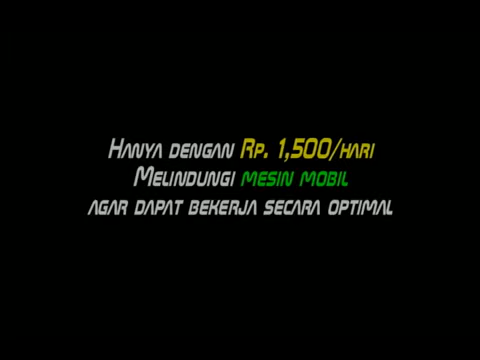 Hanya dengan Rp. 1,500/hari
Melindungi mesin mobil
agar dapat bekerja secara optimal